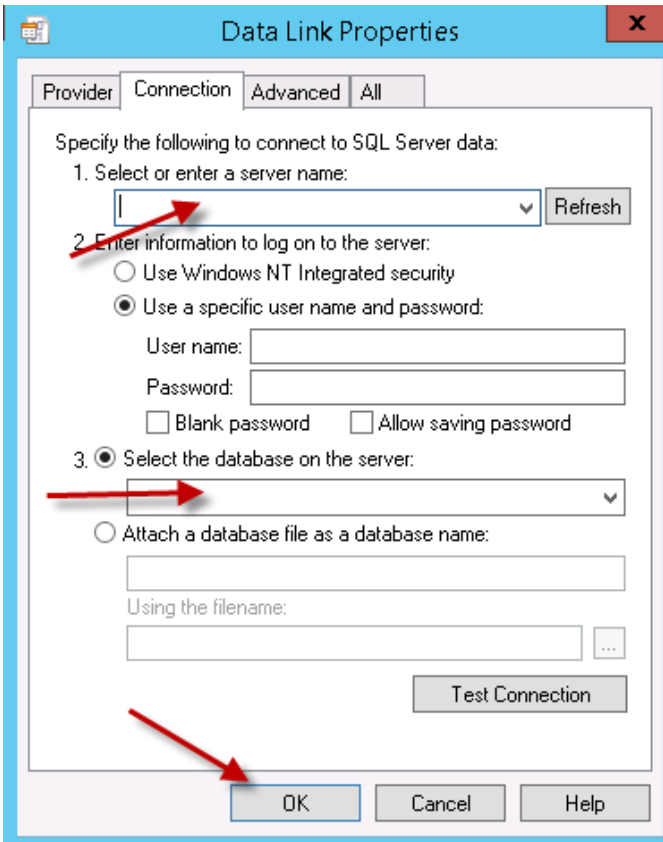 Data Link Properties
x
Provider Connection Advanced All
Specify the following to connect to SQL Server data:
1. Select or enter a server name:
Refresh
2. Enter information to log on to the server:
Use Windows NT Integrated security
Use a specific user name and password:
User name:
Password:
Blank password Allow saving password
3. Select the database on the server:
Attach a database file as a database name:
Using the filename:
...
Test Connection
OK Cancel Help